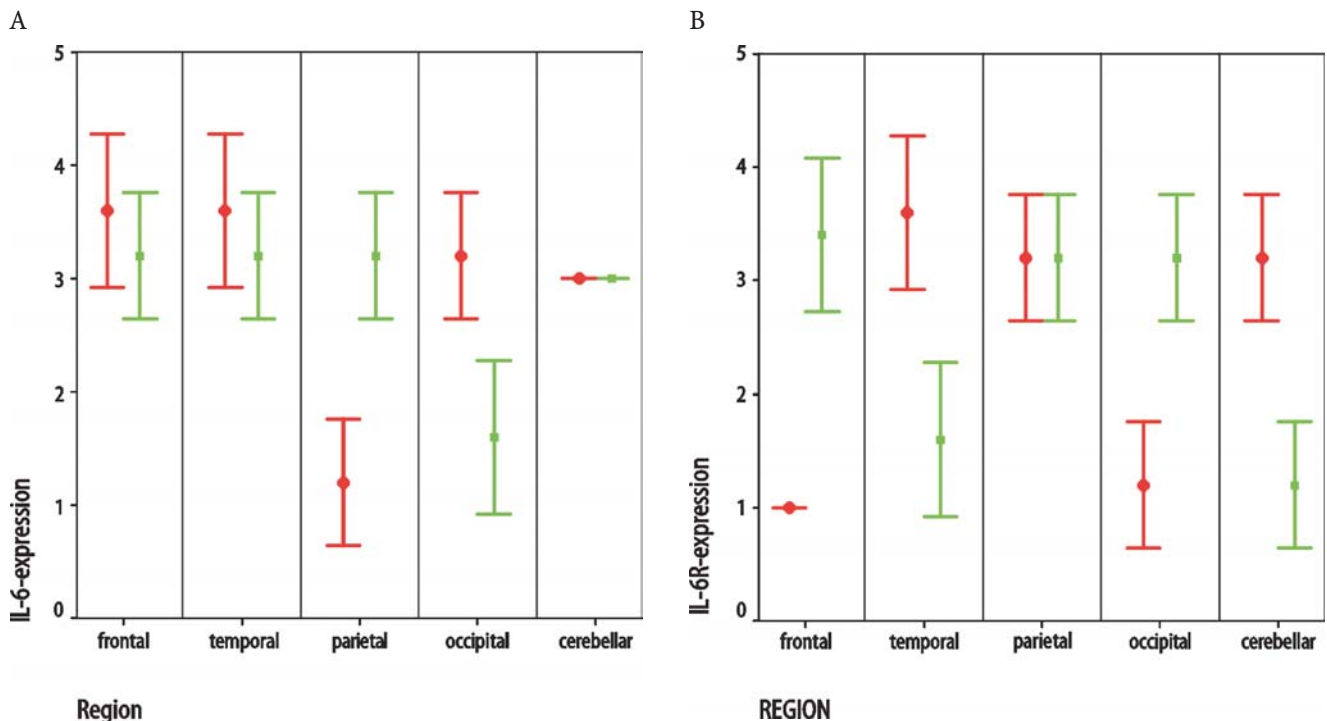 A
5
4
3
2
1
0
IL-6-expression
frontal temporal parietal occipital cerebellar
Region
B
5
4
3
2
1
0
IL-6R-expression
frontal temporal parietal occipital cerebellar
REGION